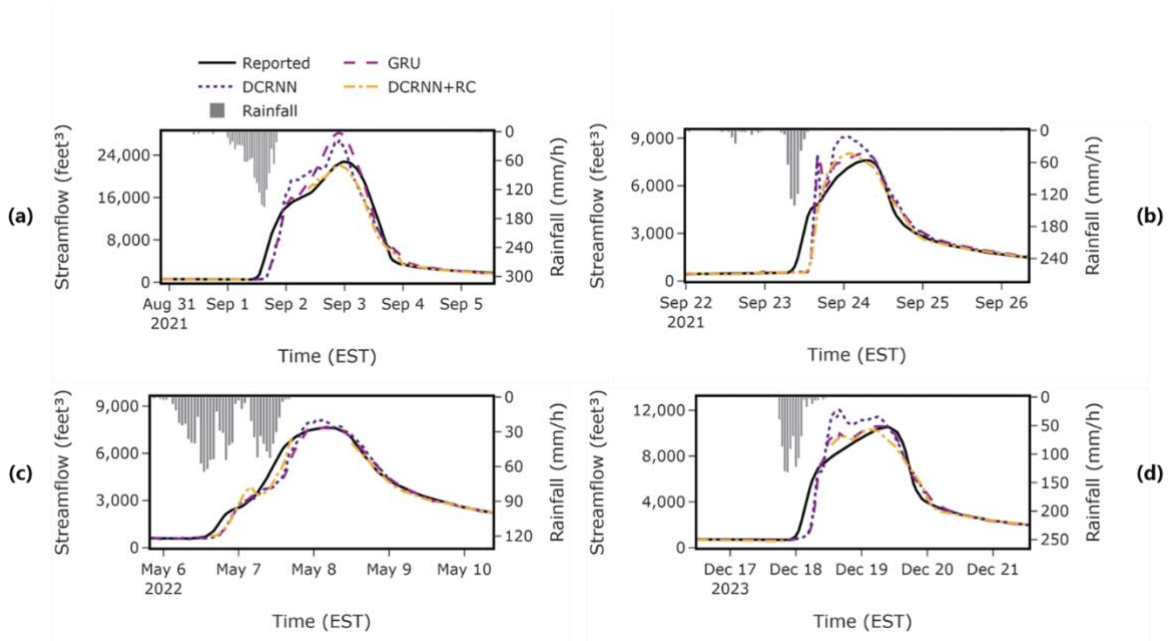 Reported
GRU
DCRNN
DCRNN+RC
Rainfall
(a)
Streamflow (feet³)
24,000
16,000
8,000
0
0
60
120
180
240
300
Rainfall (mm/h)
Aug 31 Sep 1 Sep 2 Sep 3 Sep 4 Sep 5
2021
Time (EST)
(b)
Streamflow (feet³)
9,000
6,000
3,000
0
0
60
120
180
240
Rainfall (mm/h)
Sep 22 Sep 23 Sep 24 Sep 25 Sep 26
2021
Time (EST)
(c)
Streamflow (feet³)
9,000
6,000
3,000
0
0
30
60
90
120
Rainfall (mm/h)
May 6 May 7 May 8 May 9 May 10
2022
Time (EST)
(d)
Streamflow (feet³)
12,000
8,000
4,000
0
0
50
100
150
200
250
Rainfall (mm/h)
Dec 17 Dec 18 Dec 19 Dec 20 Dec 21
2023
Time (EST)